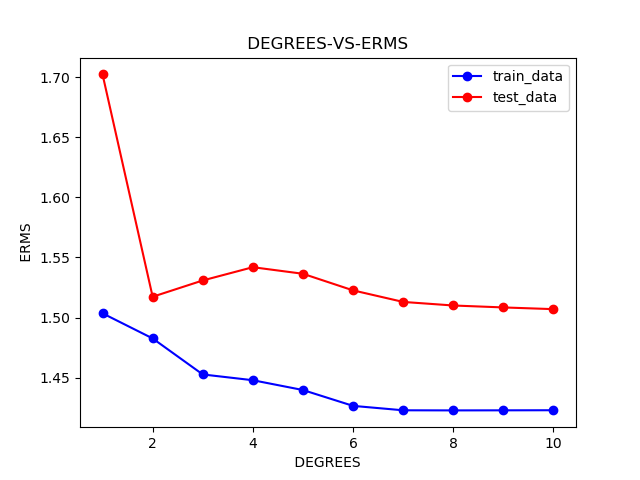 DEGREES-VS-ERMS
train_data
test_data
1.70
1.65
1.60
1.55
1.50
1.45
ERMS
2
4
6
8
10
DEGREES